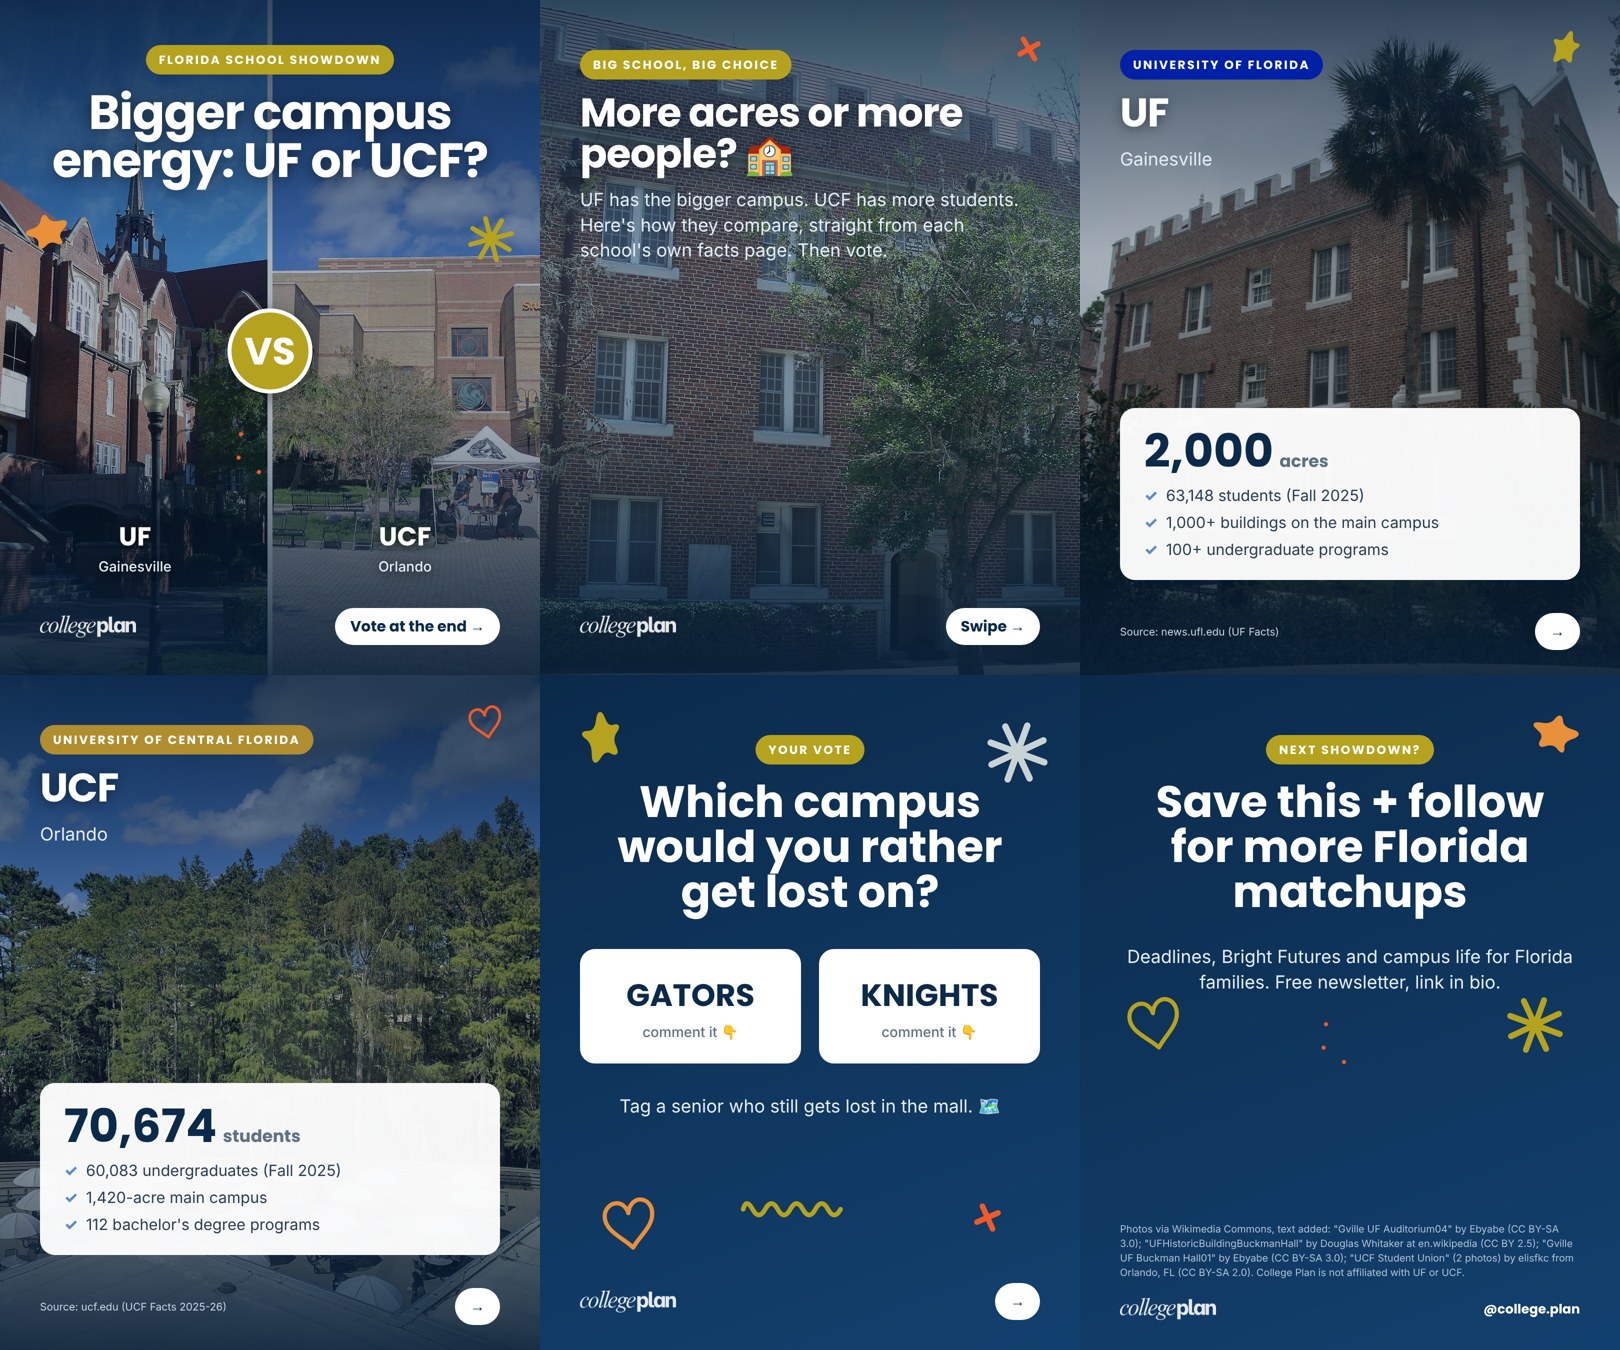 FLORIDA SCHOOL SHOWDOWN
Bigger campus
energy: UF or UCF?
VS
UF
Gainesville
UCF
Orlando
collegeplan
Vote at the end →
BIG SCHOOL, BIG CHOICE
More acres or more
people? 🏫
UF has the bigger campus. UCF has more students.
Here's how they compare, straight from each
school's own facts page. Then vote.
collegeplan
Swipe →
UNIVERSITY OF FLORIDA
UF
Gainesville
2,000 acres
✓ 63,148 students (Fall 2025)
✓ 1,000+ buildings on the main campus
✓ 100+ undergraduate programs
Source: news.ufl.edu (UF Facts)
→
UNIVERSITY OF CENTRAL FLORIDA
UCF
Orlando
70,674 students
✓ 60,083 undergraduates (Fall 2025)
✓ 1,420-acre main campus
✓ 112 bachelor's degree programs
Source: ucf.edu (UCF Facts 2025-26)
→
YOUR VOTE
Which campus
would you rather
get lost on?
GATORS
comment it 👇
KNIGHTS
comment it 👇
Tag a senior who still gets lost in the mall. 🗺️
collegeplan
→
NEXT SHOWDOWN?
Save this + follow
for more Florida
matchups
Deadlines, Bright Futures and campus life for Florida
families. Free newsletter, link in bio.
Photos via Wikimedia Commons, text added: "Gville UF Auditorium04" by Ebyabe (CC BY-SA
3.0); "UFHistoricBuildingBuckmanHall" by Douglas Whitaker at en.wikipedia (CC BY 2.5); "Gville
UF Buckman Hall01" by Ebyabe (CC BY-SA 3.0); "UCF Student Union" (2 photos) by elisfkc from
Orlando, FL (CC BY-SA 2.0). College Plan is not affiliated with UF or UCF.
collegeplan
@college.plan